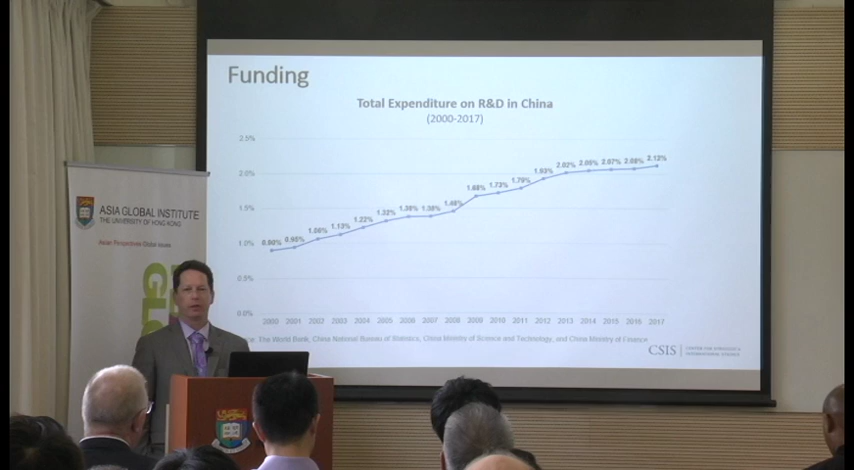 Funding
Total Expenditure on R&D in China
(2000-2017)
2.5%
2.0%
1.5%
1.0%
0.5%
0.0%
0.90% 0.95% 1.06% 1.13% 1.22% 1.32% 1.38% 1.38% 1.46% 1.68% 1.73% 1.79% 1.93% 2.02% 2.05% 2.07% 2.08% 2.12%
2000 2001 2002 2003 2004 2005 2006 2007 2008 2009 2010 2011 2012 2013 2014 2015 2016 2017
The World Bank, China National Bureau of Statistics, China Ministry of Science and Technology, and China Ministry of Finance
CSIS
CENTER FOR STRATEGIC &
INTERNATIONAL STUDIES
ASIA GLOBAL INSTITUTE
THE UNIVERSITY OF HONG KONG
Asian Perspectives Global Issues